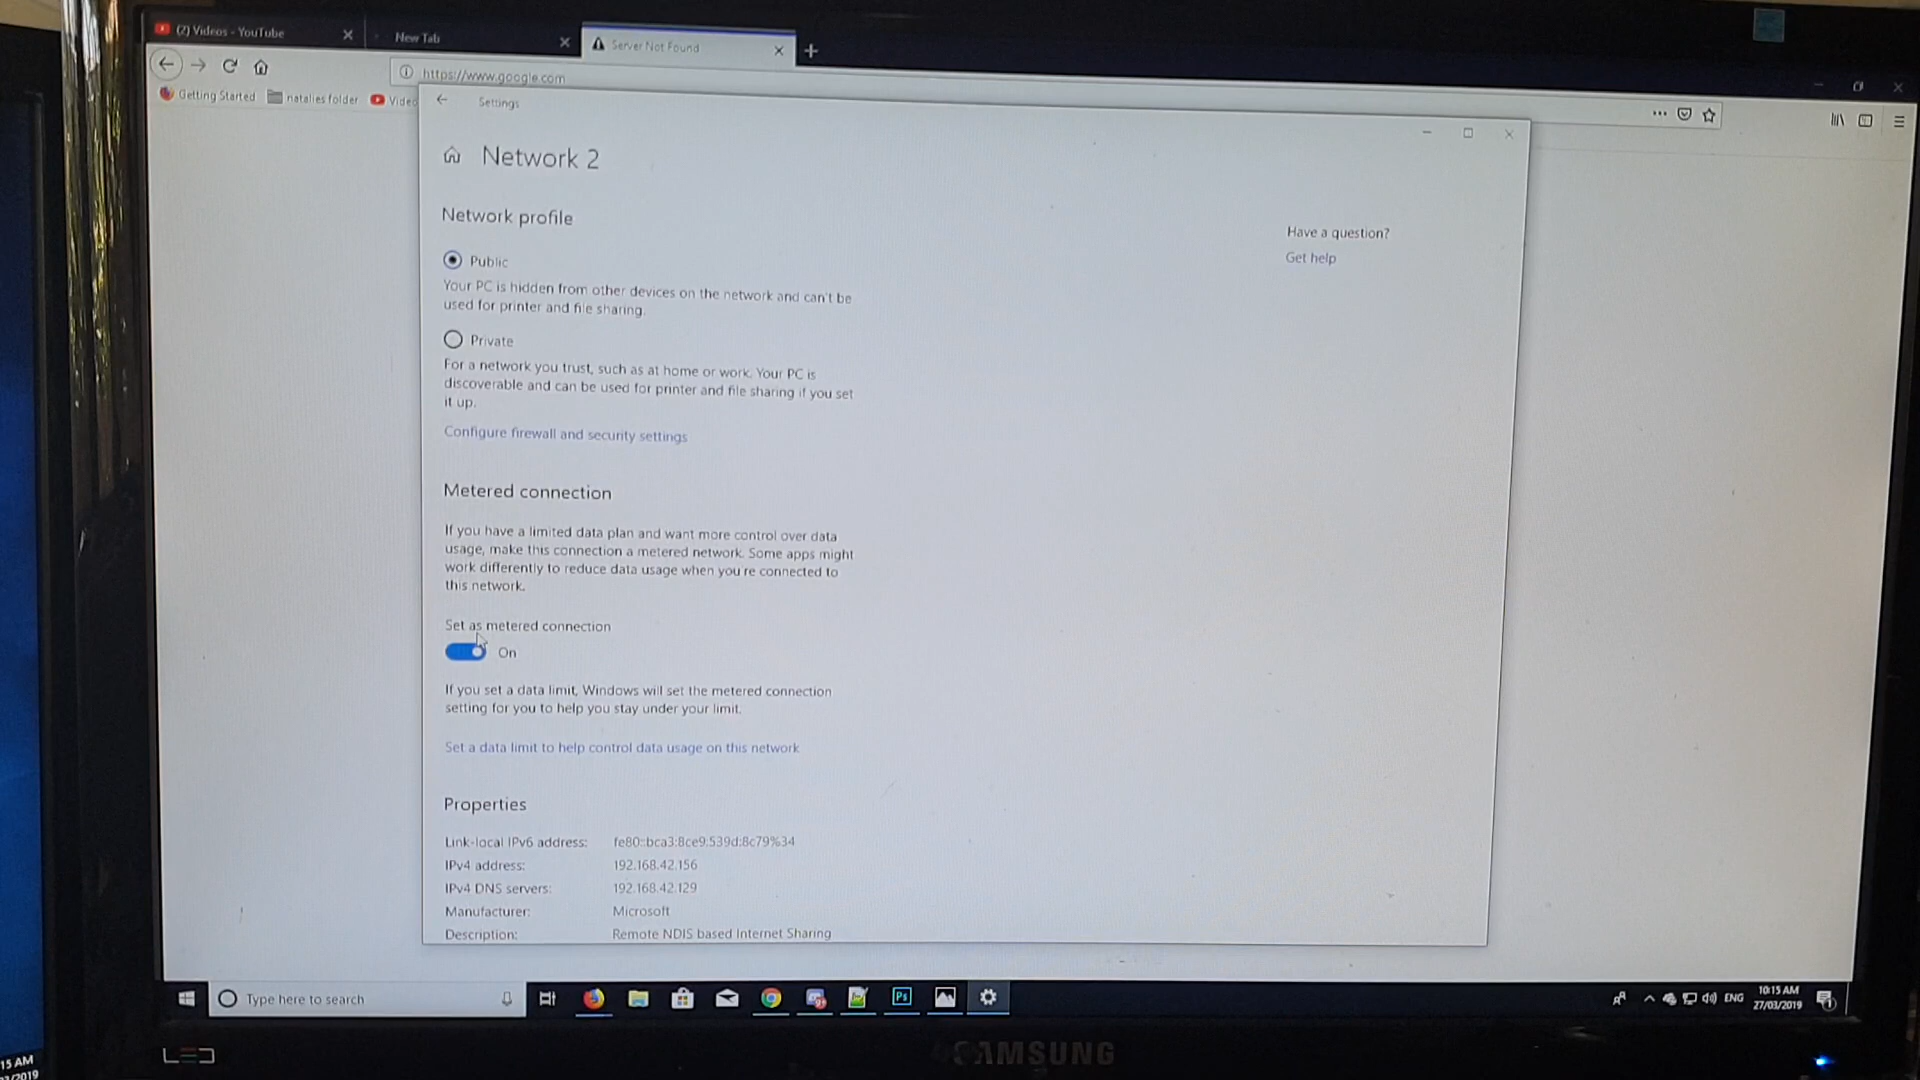 (2) Videos - YouTube
New Tab
Server Not Found
https://www.google.com
Getting Started
natalies folder
Video
Settings
Network 2
Network profile
Public
Your PC is hidden from other devices on the network and can't be
used for printer and file sharing.
Private
For a network you trust, such as at home or work. Your PC is
discoverable and can be used for printer and file sharing if you set
it up.
Configure firewall and security settings
Have a question?
Get help
Metered connection
If you have a limited data plan and want more control over data
usage, make this connection a metered network. Some apps might
work differently to reduce data usage when you're connected to
this network.
Set as metered connection
On
If you set a data limit, Windows will set the metered connection
setting for you to help you stay under your limit.
Set a data limit to help control data usage on this network
Properties
Link-local IPv6 address: fe80::bca3:8ce9:539d:8c79%34
IPv4 address: 192.168.42.156
IPv4 DNS servers: 192.168.42.129
Manufacturer: Microsoft
Description: Remote NDIS based Internet Sharing
Type here to search
Ps
ENG
10:15 AM
27/03/2019
LED
SAMSUNG
15 AM
/2019